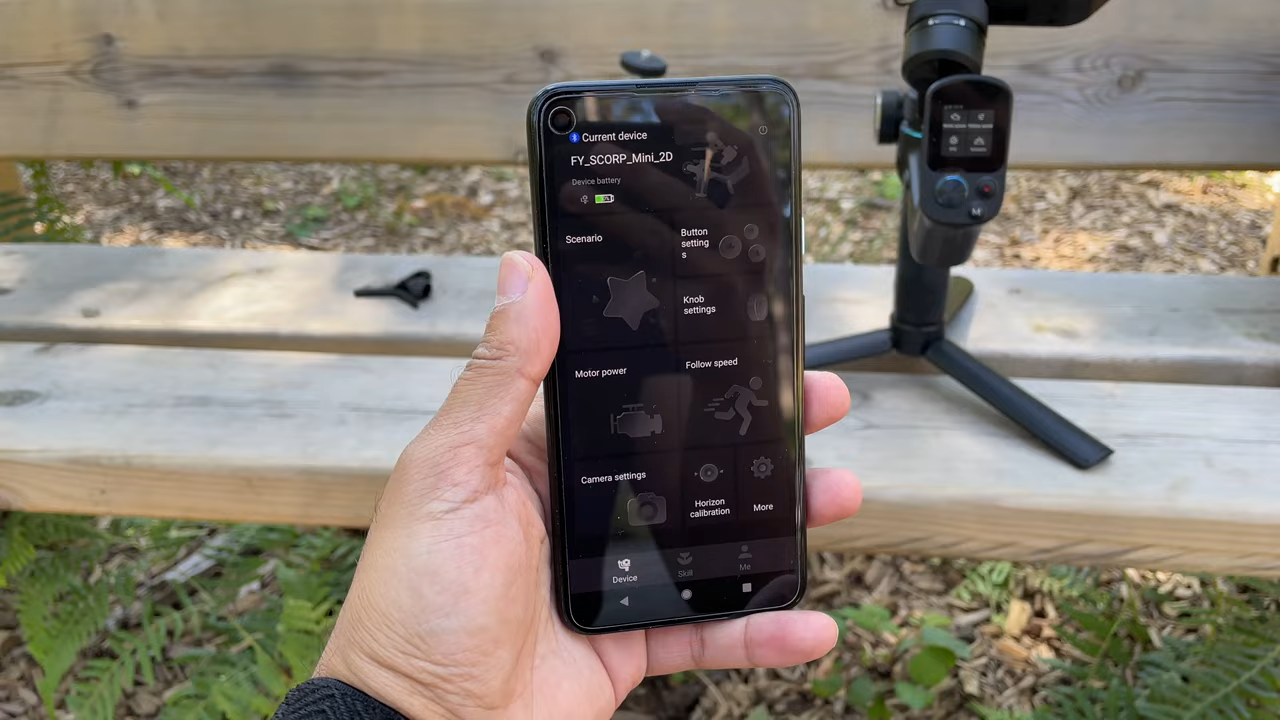 Current device
FY_SCORP_Mini_2D
Device battery
Scenario
Button
setting
s
Knob
settings
Motor power
Follow speed
Camera settings
Horizon
calibration
More
Device
Skill
Me
M